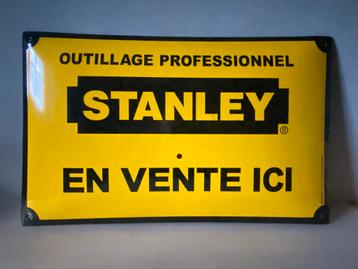 OUTILLAGE PROFESSIONNEL
STANLEY®
EN VENTE ICI